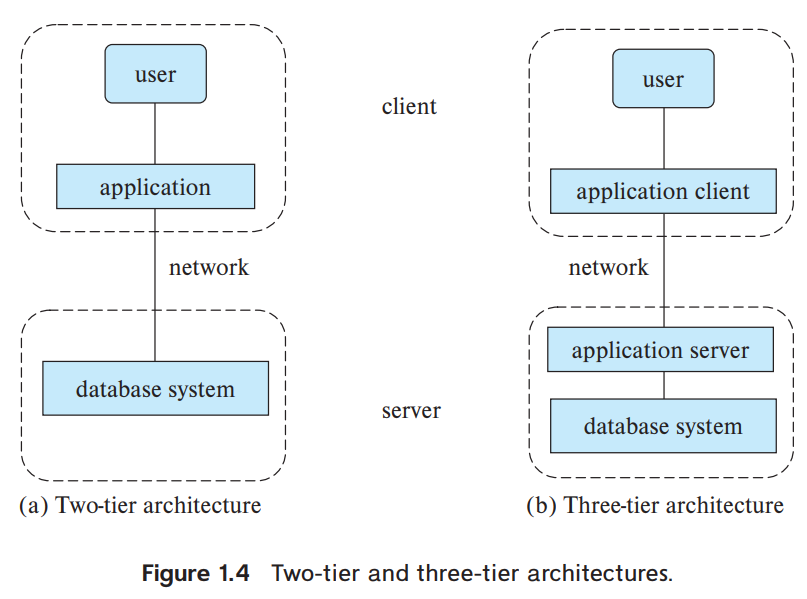 user
application
network
database system
(a) Two-tier architecture
client
server
user
application client
network
application server
database system
(b) Three-tier architecture
Figure 1.4 Two-tier and three-tier architectures.